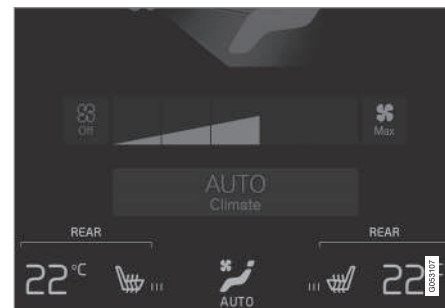 Off
Max
AUTO
Climate
REAR
REAR
22°C
22
AUTO
G053107